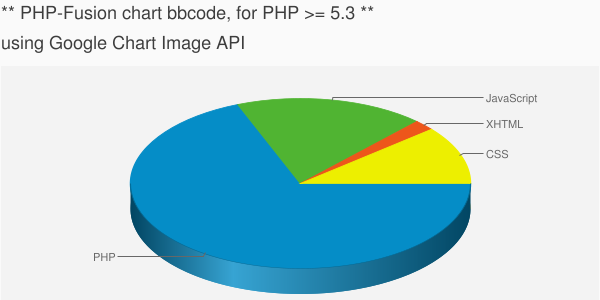 ** PHP-Fusion chart bbcode, for PHP >= 5.3 **
using Google Chart Image API
JavaScript
XHTML
CSS
PHP